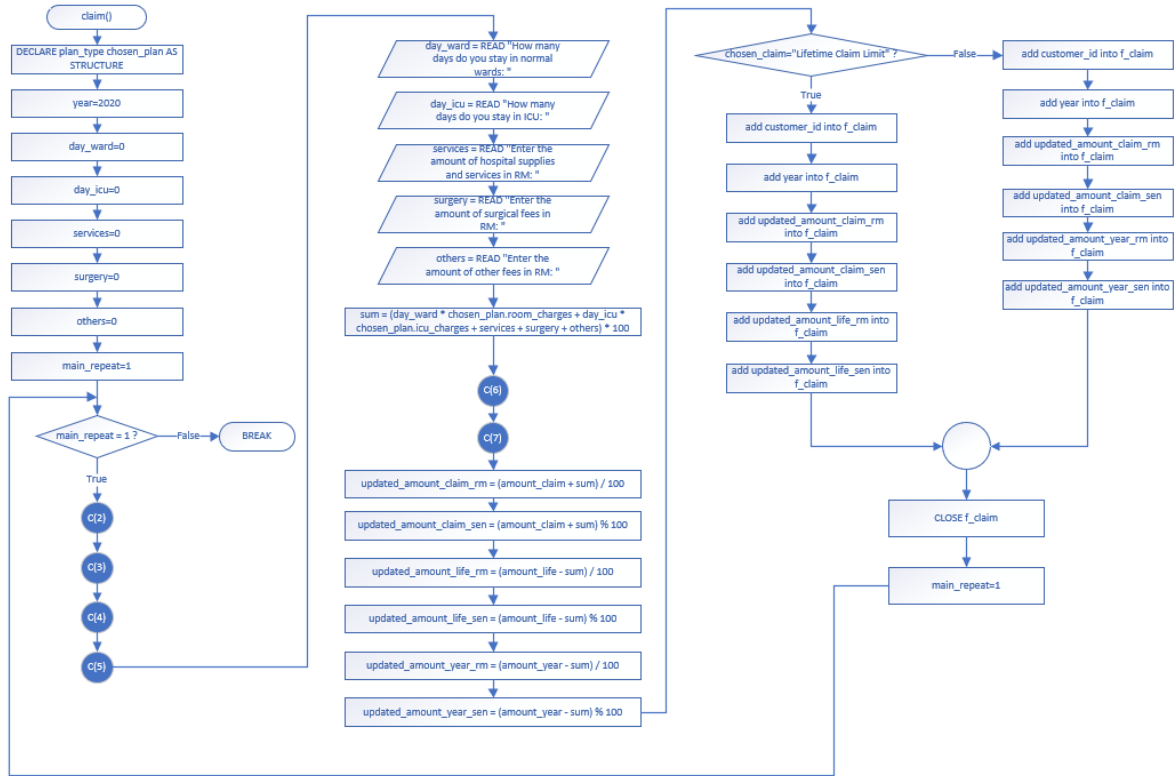 claim()
DECLARE plan_type chosen_plan AS
STRUCTURE
year=2020
day_ward=0
day_icu=0
services=0
surgery=0
others=0
main_repeat=1
main_repeat = 1 ?
False
BREAK
True
C(2)
C(3)
C(4)
C(5)
day_ward = READ "How many
days do you stay in normal
wards: "
day_icu = READ "How many
days do you stay in ICU: "
services = READ "Enter the
amount of hospital supplies
and services in RM: "
surgery = READ "Enter the
amount of surgical fees in
RM: "
others = READ "Enter the
amount of other fees in RM: "
sum = (day_ward * chosen_plan.room_charges + day_icu *
chosen_plan.icu_charges + services + surgery + others) * 100
C(6)
C(7)
updated_amount_claim_rm = (amount_claim + sum) / 100
updated_amount_claim_sen = (amount_claim + sum) % 100
updated_amount_life_rm = (amount_life - sum) / 100
updated_amount_life_sen = (amount_life - sum) % 100
updated_amount_year_rm = (amount_year - sum) / 100
updated_amount_year_sen = (amount_year - sum) % 100
chosen_claim="Lifetime Claim Limit" ?
False
True
add customer_id into f_claim
add year into f_claim
add updated_amount_claim_rm
into f_claim
add updated_amount_claim_sen
into f_claim
add updated_amount_life_rm into
f_claim
add updated_amount_life_sen into
f_claim
add customer_id into f_claim
add year into f_claim
add updated_amount_claim_rm
into f_claim
add updated_amount_claim_sen
into f_claim
add updated_amount_year_rm into
f_claim
add updated_amount_year_sen into
f_claim
CLOSE f_claim
main_repeat=1